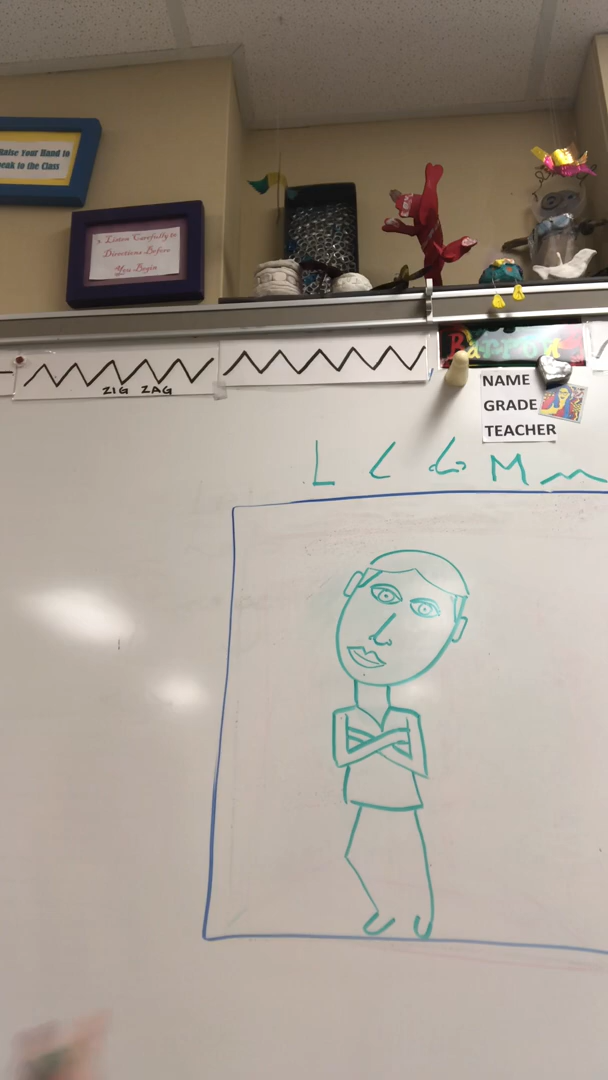 Raise Your Hand to
Speak to the Class
Listen Carefully to
Directions Before
You Begin
ZIG ZAG
NAME
GRADE
TEACHER
L
M